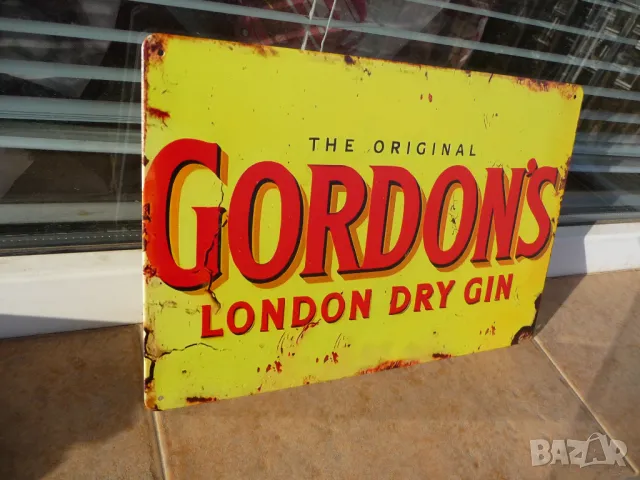 THE ORIGINAL
GORDON'S
LONDON DRY GIN
BAZAR